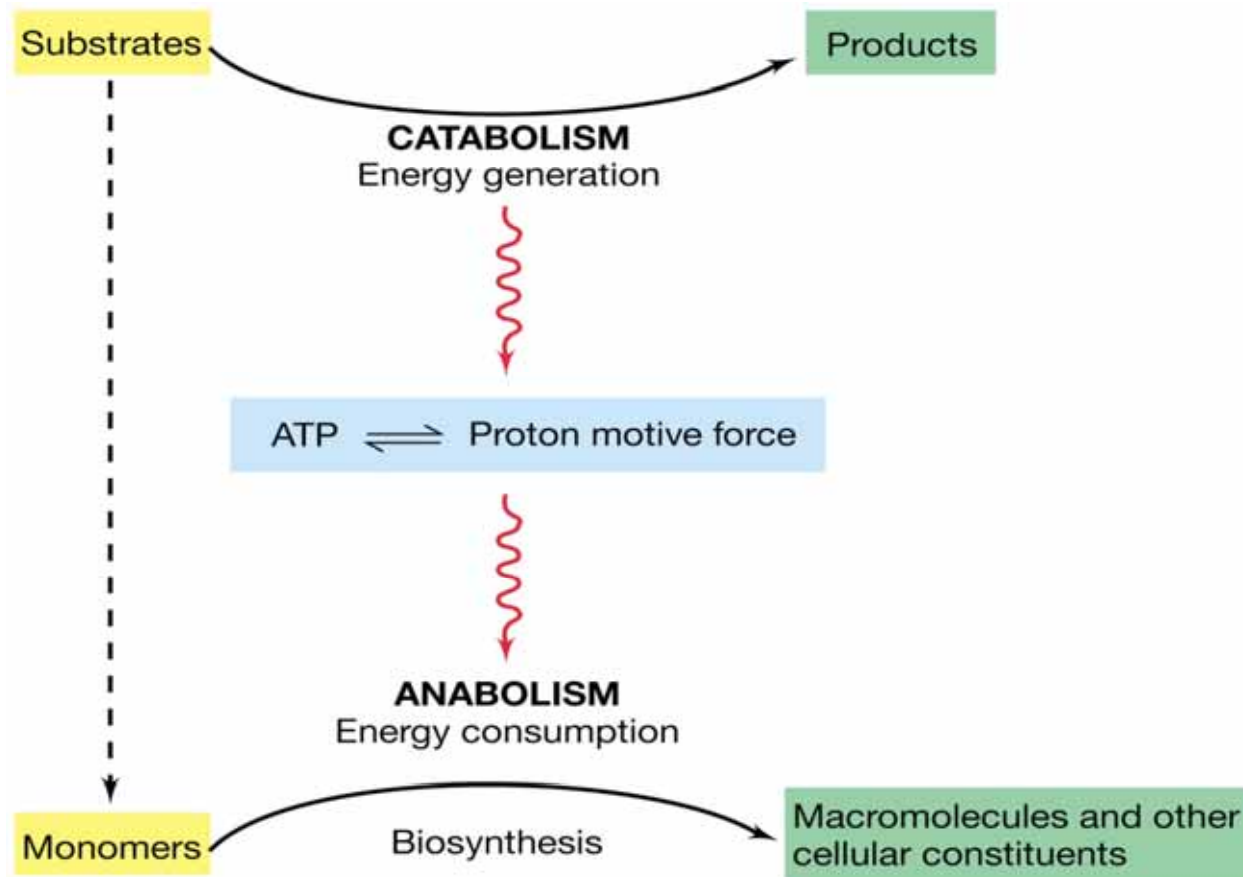 Substrates
Products
CATABOLISM
Energy generation
ATP ⇌ Proton motive force
ANABOLISM
Energy consumption
Monomers
Biosynthesis
Macromolecules and other
cellular constituents